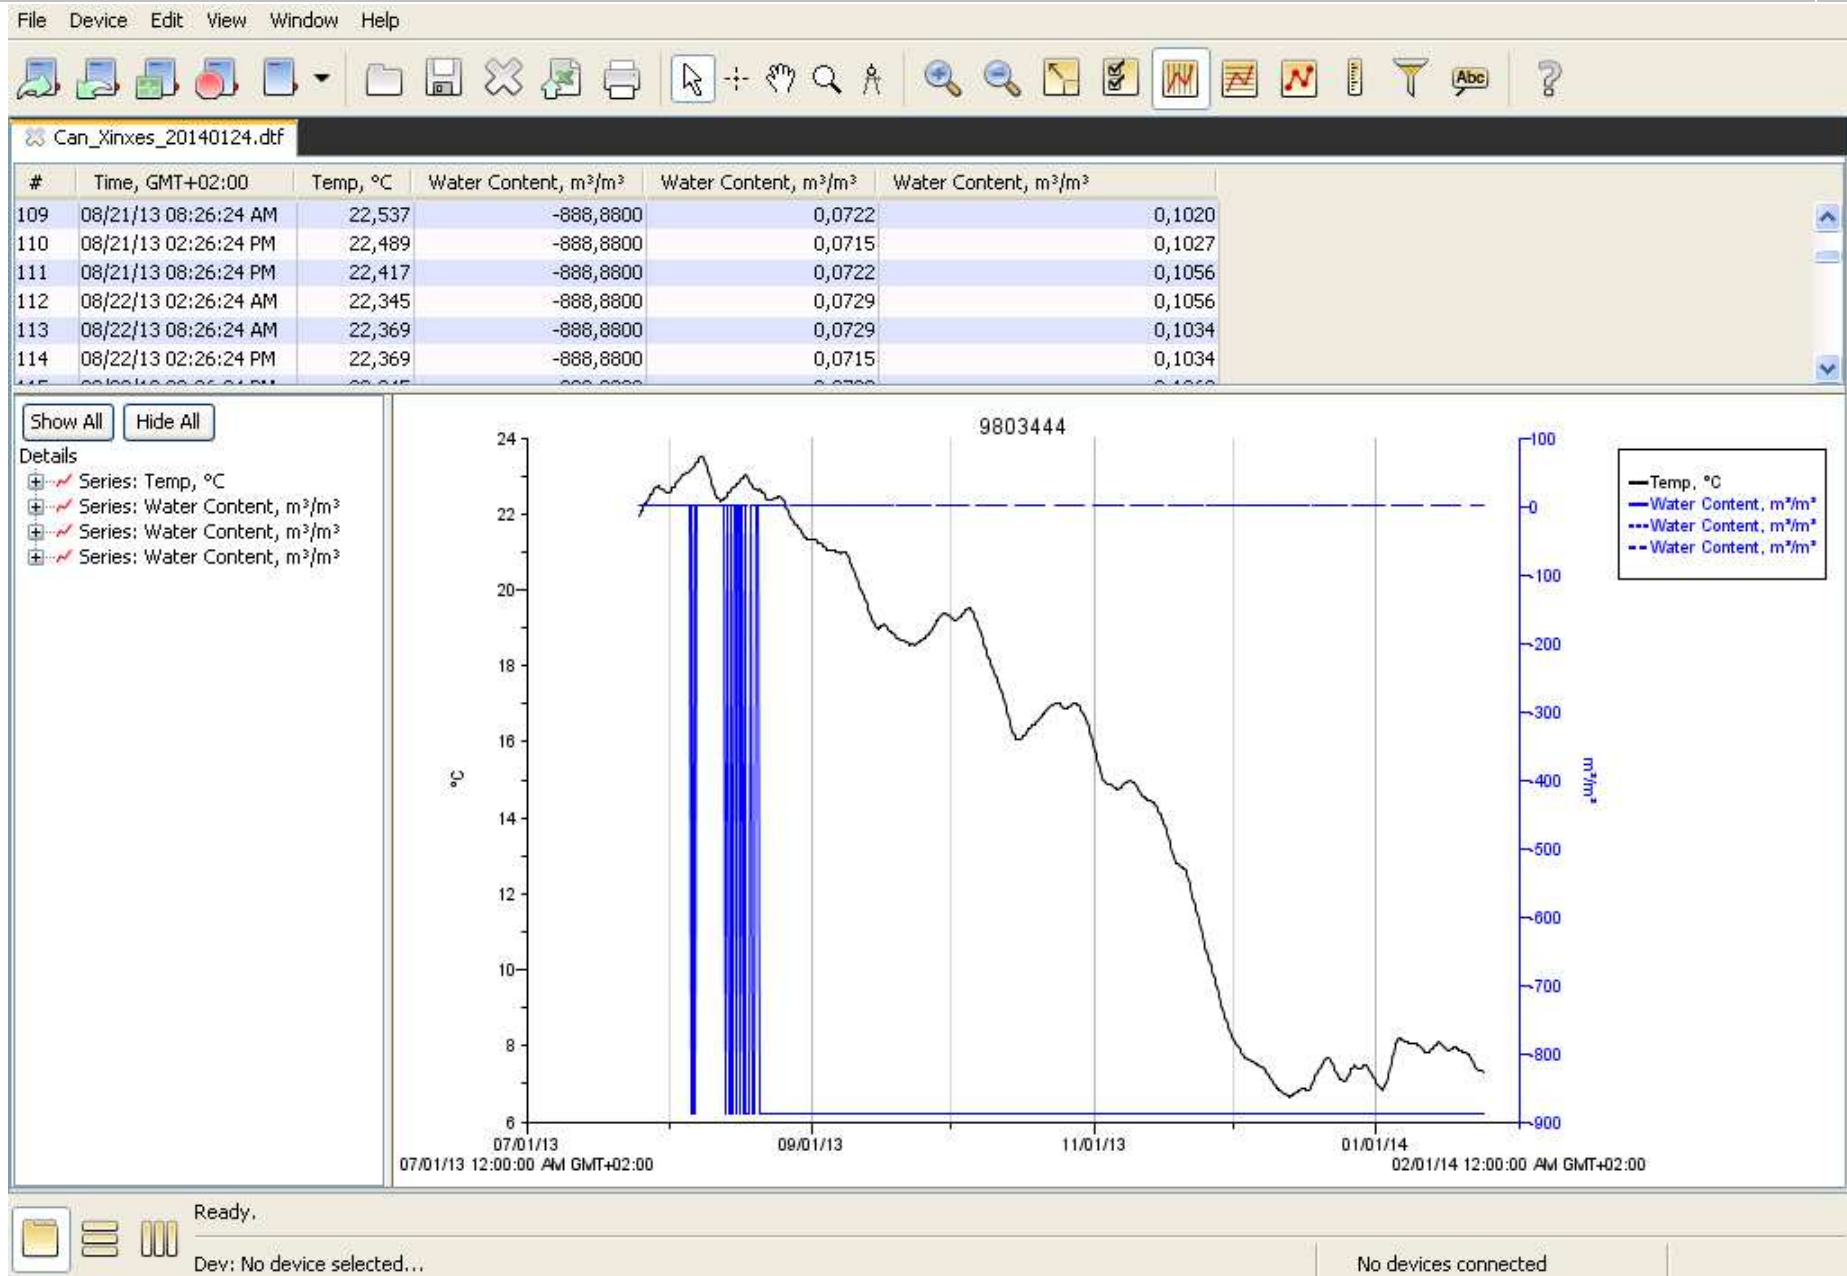 File Device Edit View Window Help
Abc
Can_Xinxes_20140124.dtf
# Time, GMT+02:00 Temp, °C Water Content, m³/m³ Water Content, m³/m³ Water Content, m³/m³
109 08/21/13 08:26:24 AM 22,537 -888,8800 0,0722 0,1020
110 08/21/13 02:26:24 PM 22,489 -888,8800 0,0715 0,1027
111 08/21/13 08:26:24 PM 22,417 -888,8800 0,0722 0,1056
112 08/22/13 02:26:24 AM 22,345 -888,8800 0,0729 0,1056
113 08/22/13 08:26:24 AM 22,369 -888,8800 0,0729 0,1034
114 08/22/13 02:26:24 PM 22,369 -888,8800 0,0715 0,1034
Show All Hide All
Details
Series: Temp, °C
Series: Water Content, m³/m³
Series: Water Content, m³/m³
Series: Water Content, m³/m³
9803444
24
22
20
18
16
14
12
10
8
6
°C
100
0
-100
-200
-300
-400
-500
-600
-700
-800
-900
m³/m³
Temp, °C
Water Content, m³/m³
Water Content, m³/m³
Water Content, m³/m³
07/01/13 09/01/13 11/01/13 01/01/14
07/01/13 12:00:00 AM GMT+02:00 02/01/14 12:00:00 AM GMT+02:00
Ready.
Dev: No device selected... No devices connected